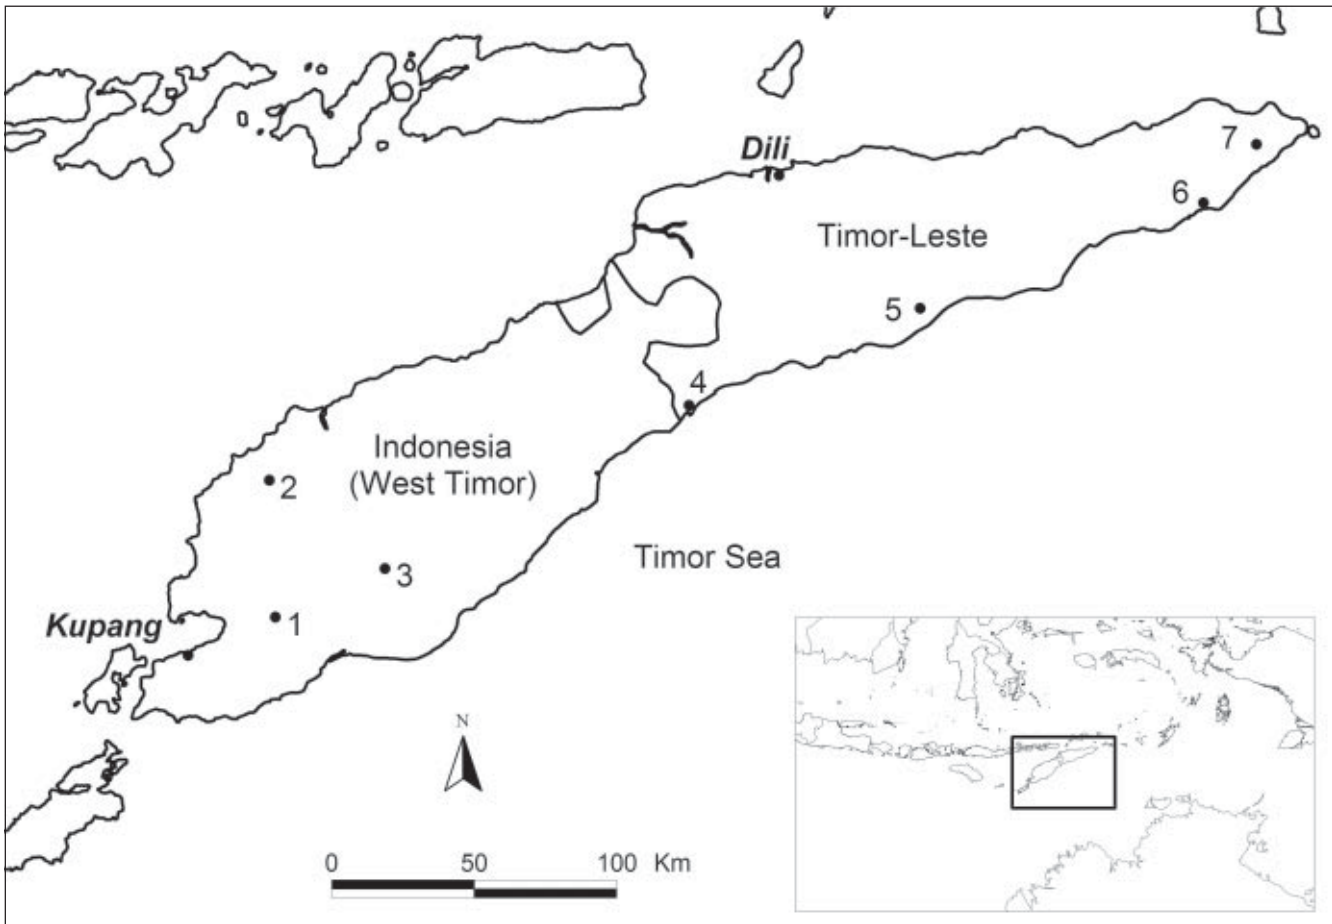 Dili
7
6
Timor-Leste
5
4
Indonesia
(West Timor)
2
3
Timor Sea
1
Kupang
N
0 50 100 Km